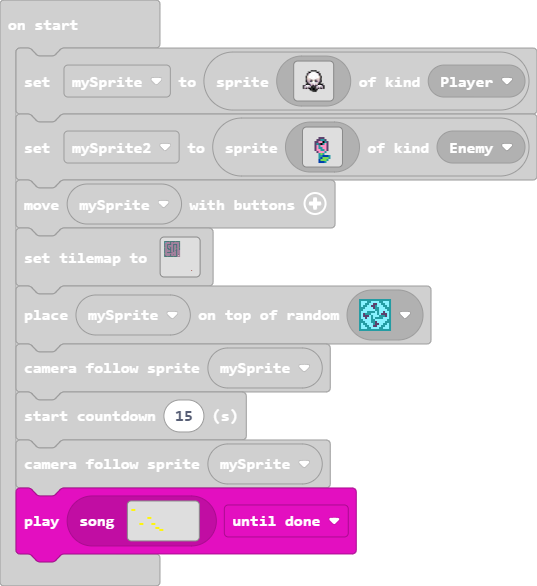 on start
set mySprite to sprite of kind Player
set mySprite2 to sprite of kind Enemy
move mySprite with buttons
set tilemap to
place mySprite on top of random
camera follow sprite mySprite
start countdown 15 (s)
camera follow sprite mySprite
play song until done